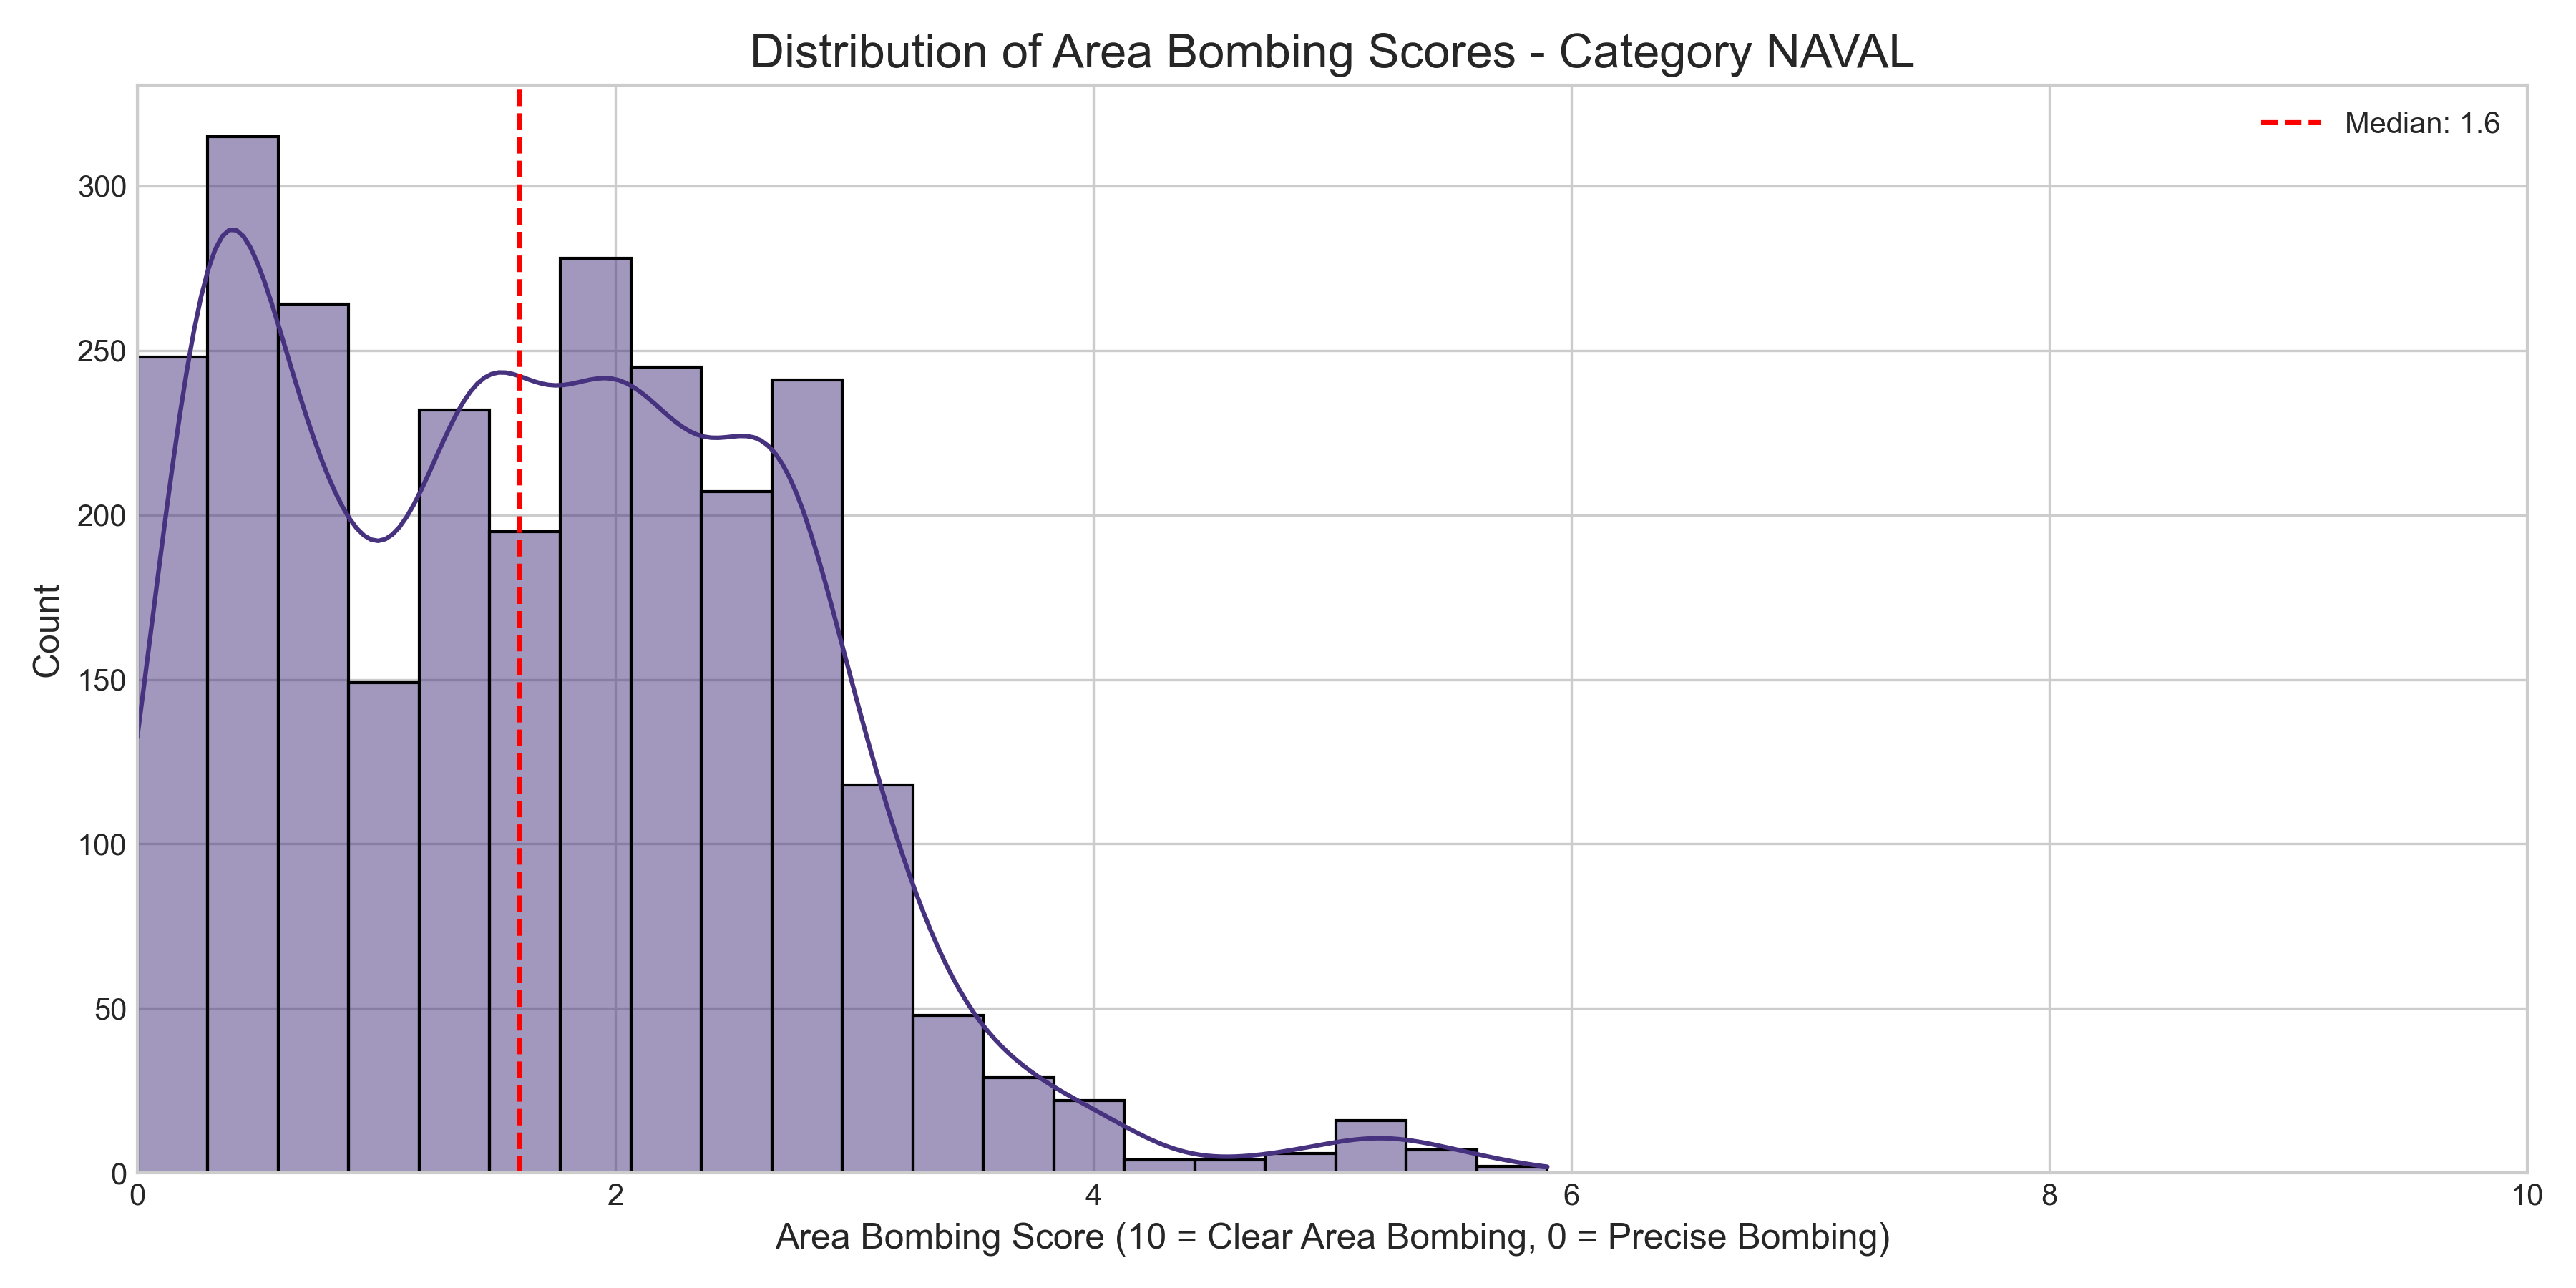 Distribution of Area Bombing Scores - Category NAVAL
Median: 1.6
Count
300
250
200
150
100
50
0
0 2 4 6 8 10
Area Bombing Score (10 = Clear Area Bombing, 0 = Precise Bombing)